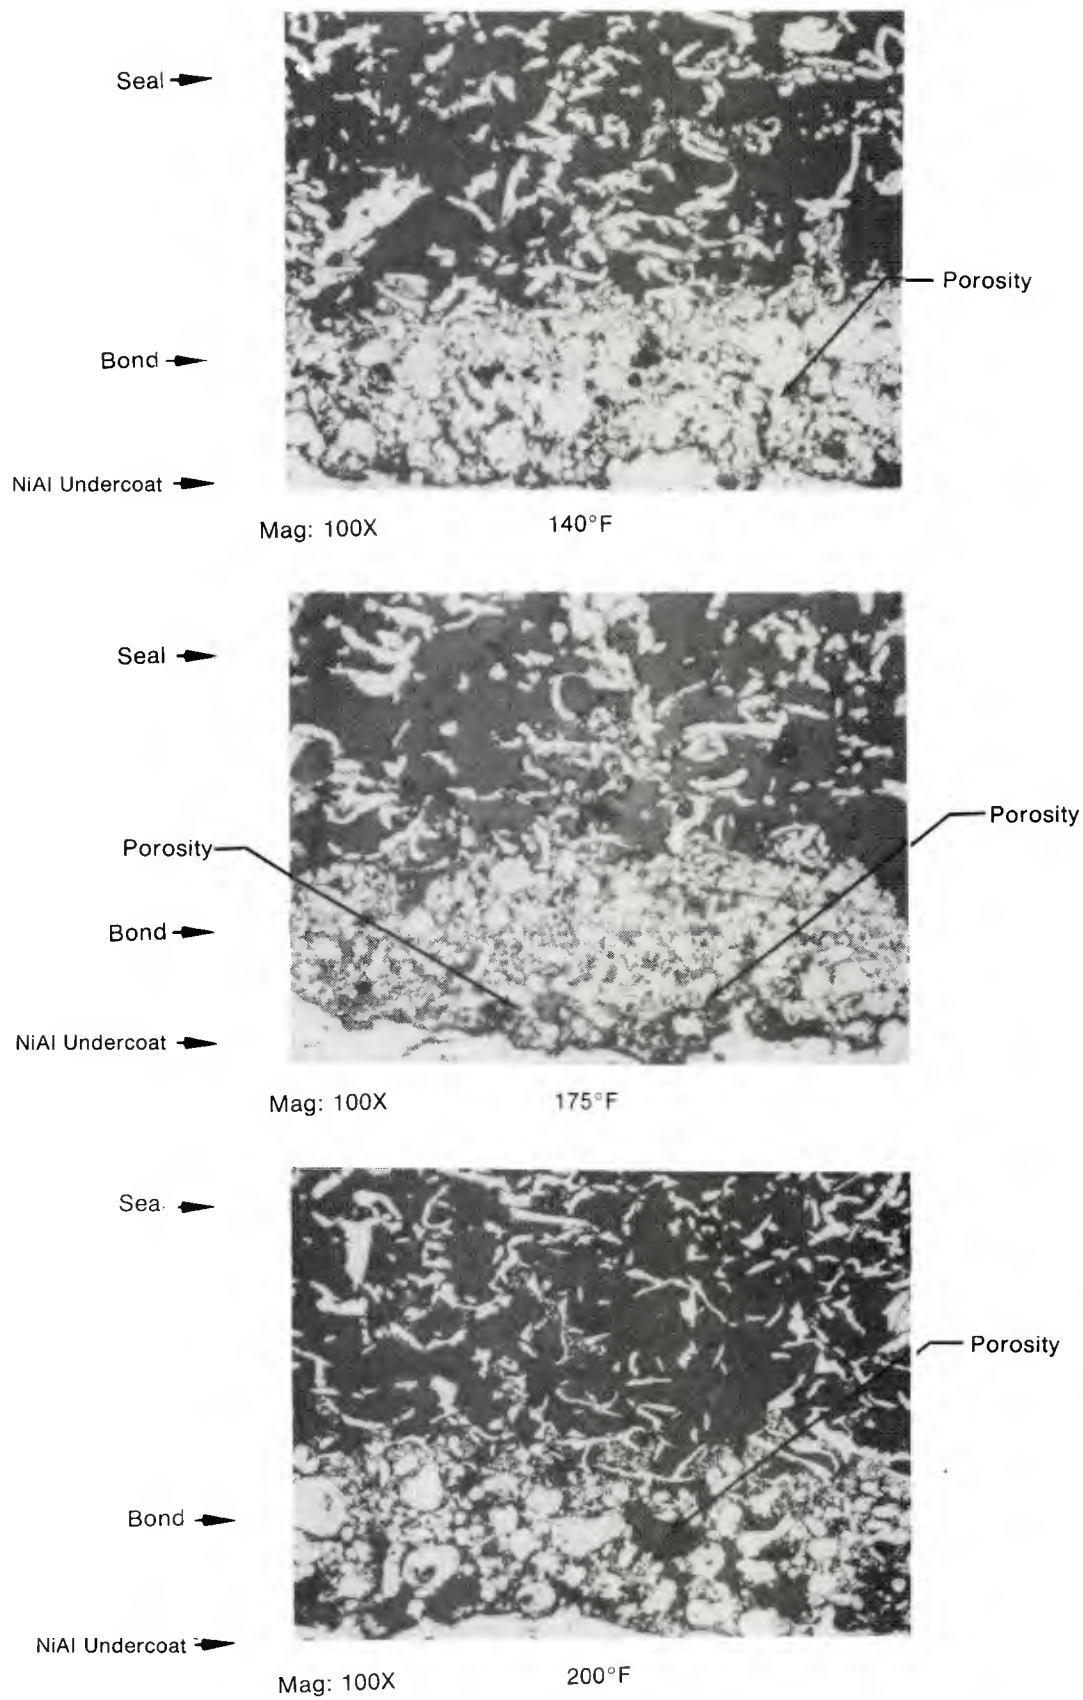 Seal
Porosity
Bond
NiAl Undercoat
Mag: 100X 140°F
Seal
Porosity
Porosity
Bond
NiAl Undercoat
Mag: 100X 175°F
Sea
Porosity
Bond
NiAl Undercoat
Mag: 100X 200°F